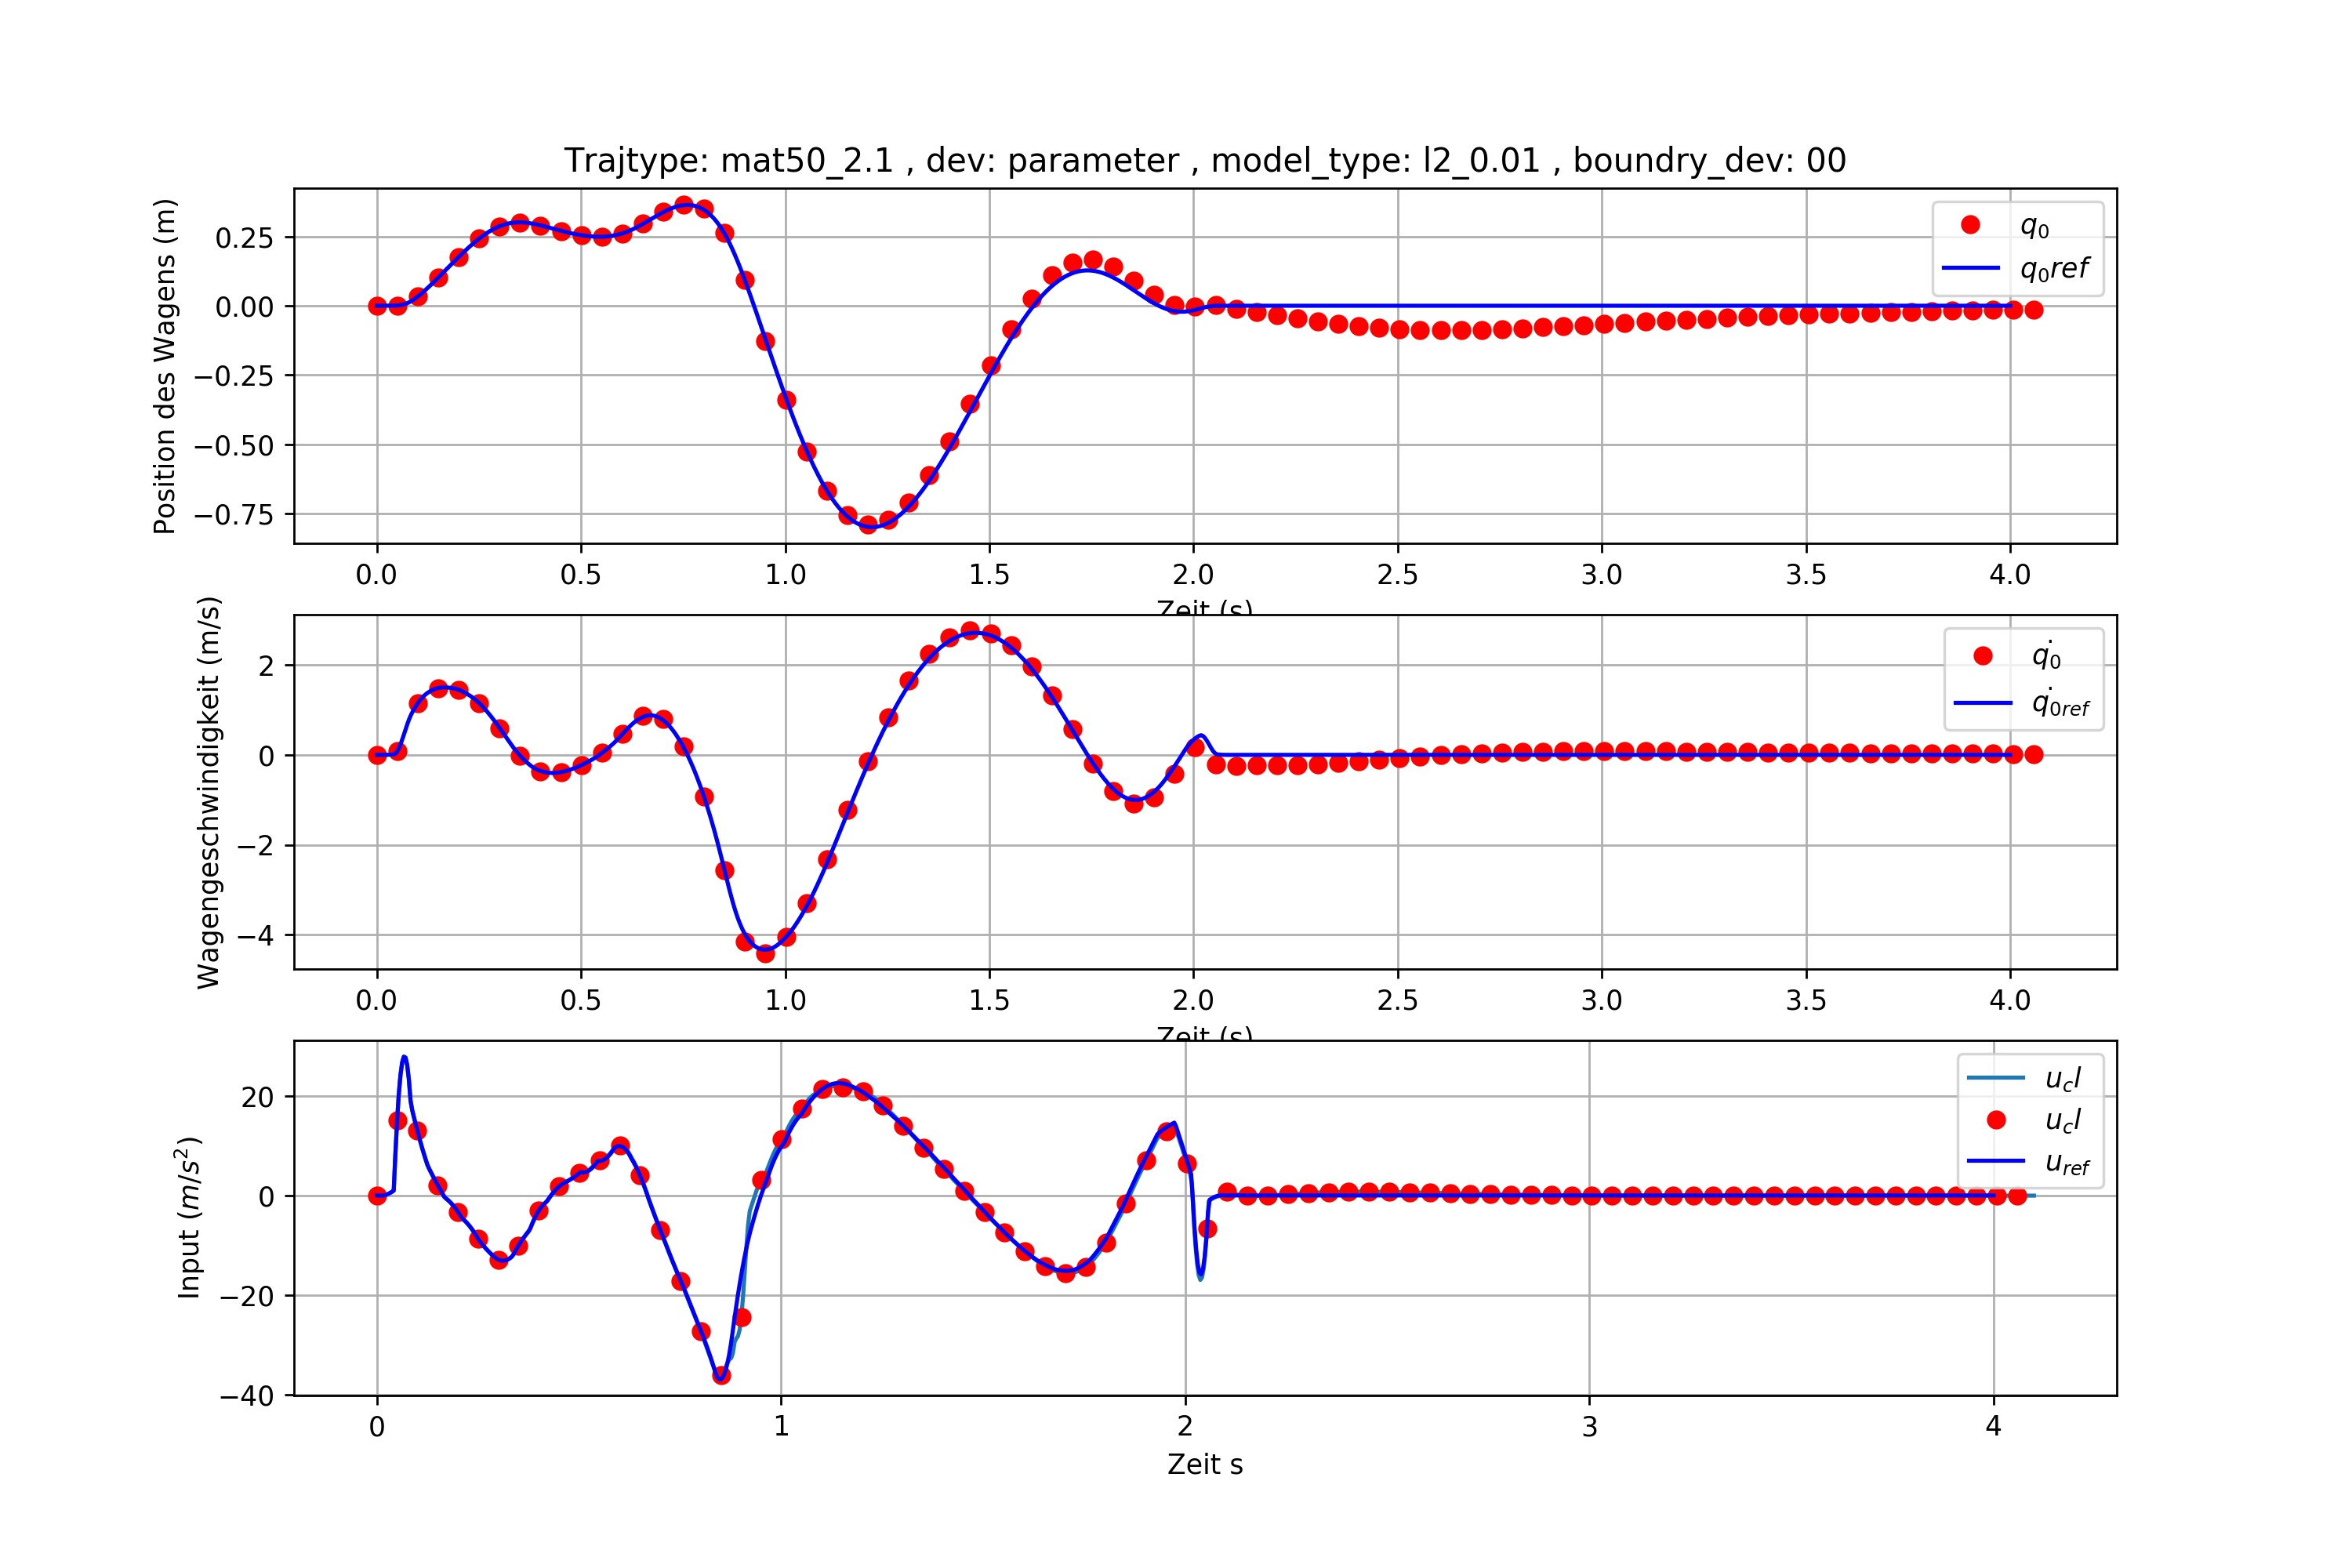 Trajtype: mat50_2.1 , dev: parameter , model_type: l2_0.01 , boundry_dev: 00
Position des Wagens (m)
0.25
0.00
−0.25
−0.50
−0.75
q₀
q₀ref
0.0 0.5 1.0 1.5 2.0 2.5 3.0 3.5 4.0
Zeit (s)
Wagengeschwindigkeit (m/s)
2
0
−2
−4
q̇₀
q̇₀ref
0.0 0.5 1.0 1.5 2.0 2.5 3.0 3.5 4.0
Zeit (s)
Input (m/s²)
20
0
−20
−40
u_cl
u_cl
u_ref
0 1 2 3 4
Zeit s